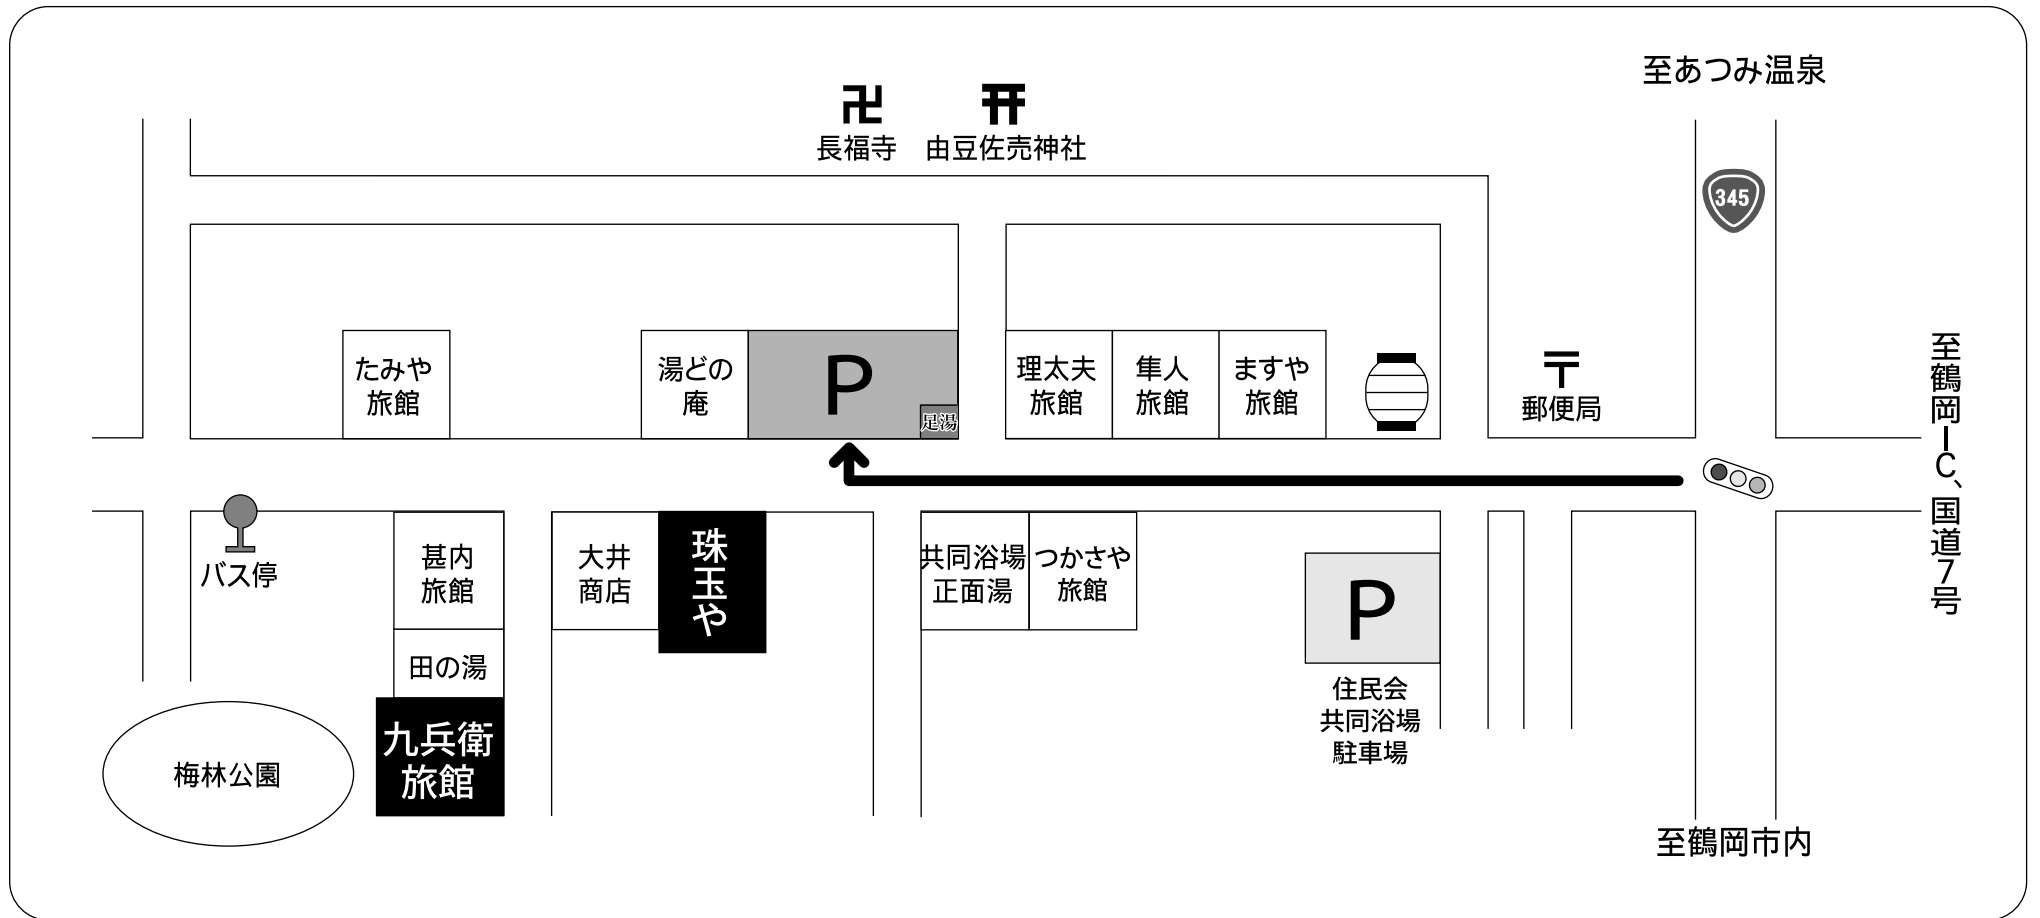 至あつみ温泉
長福寺
由豆佐売神社
345
たみや
旅館
湯どの
庵
P
足湯
理太夫
旅館
隼人
旅館
ますや
旅館
郵便局
至鶴岡IC、国道7号
バス停
甚内
旅館
田の湯
九兵衛
旅館
大井
商店
珠玉や
共同浴場
正面湯
つかさや
旅館
P
住民会
共同浴場
駐車場
梅林公園
至鶴岡市内